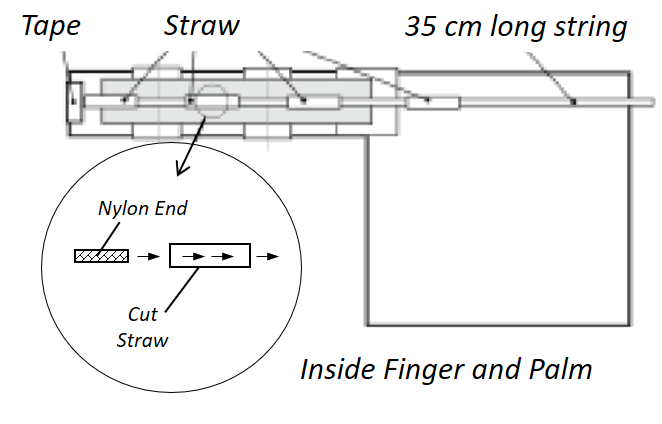 Tape
Straw
35 cm long string
Nylon End
Cut
Straw
Inside Finger and Palm